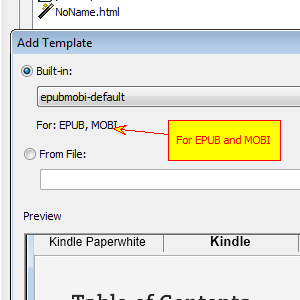 NoName.html
Add Template
Built-in:
epubmobi-default
For: EPUB, MOBI
For EPUB and MOBI
From File:
Preview
Kindle Paperwhite Kindle
Table of Contents